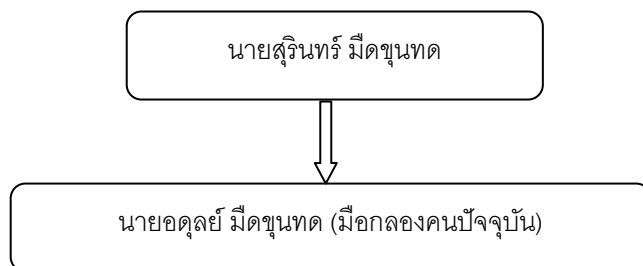 นายสุรินทร์ มืดขุนทด
นายอดุลย์ มืดขุนทด (มือกลองคนปัจจุบัน)